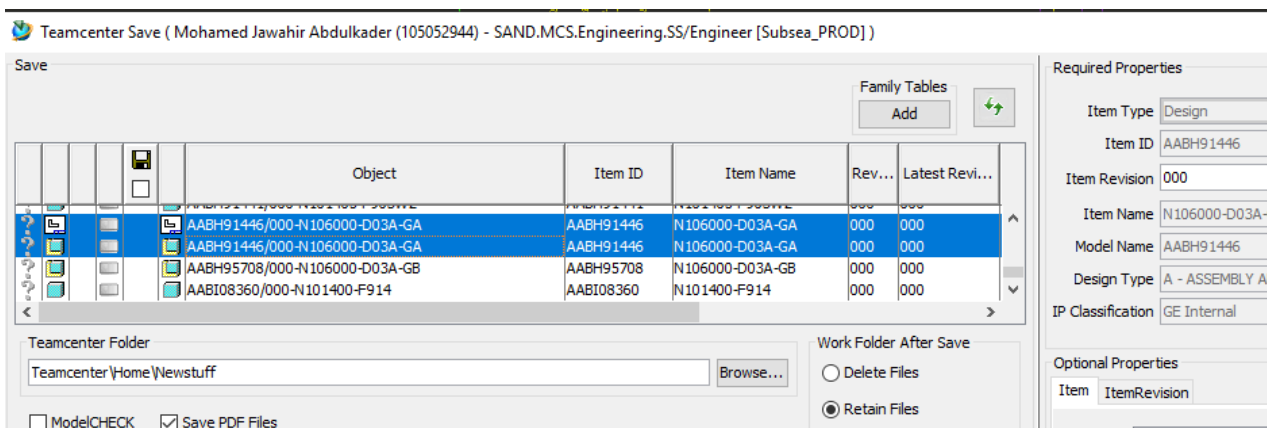 Teamcenter Save ( Mohamed Jawahir Abdulkader (105052944) - SAND.MCS.Engineering.SS/Engineer [Subsea_PROD] )
Save
Family Tables
Add
Object Item ID Item Name Rev... Latest Revi...
AABH91446/000-N106000-D03A-GA AABH91446 N106000-D03A-GA 000 000
AABH91446/000-N106000-D03A-GA AABH91446 N106000-D03A-GA 000 000
AABH95708/000-N106000-D03A-GB AABH95708 N106000-D03A-GB 000 000
AABI08360/000-N101400-F914 AABI08360 N101400-F914 000 000
Teamcenter Folder
Teamcenter\Home\Newstuff Browse...
ModelCHECK Save PDF Files
Work Folder After Save
Delete Files
Retain Files
Required Properties
Item Type Design
Item ID AABH91446
Item Revision 000
Item Name N106000-D03A-
Model Name AABH91446
Design Type A - ASSEMBLY A
IP Classification GE Internal
Optional Properties
Item ItemRevision